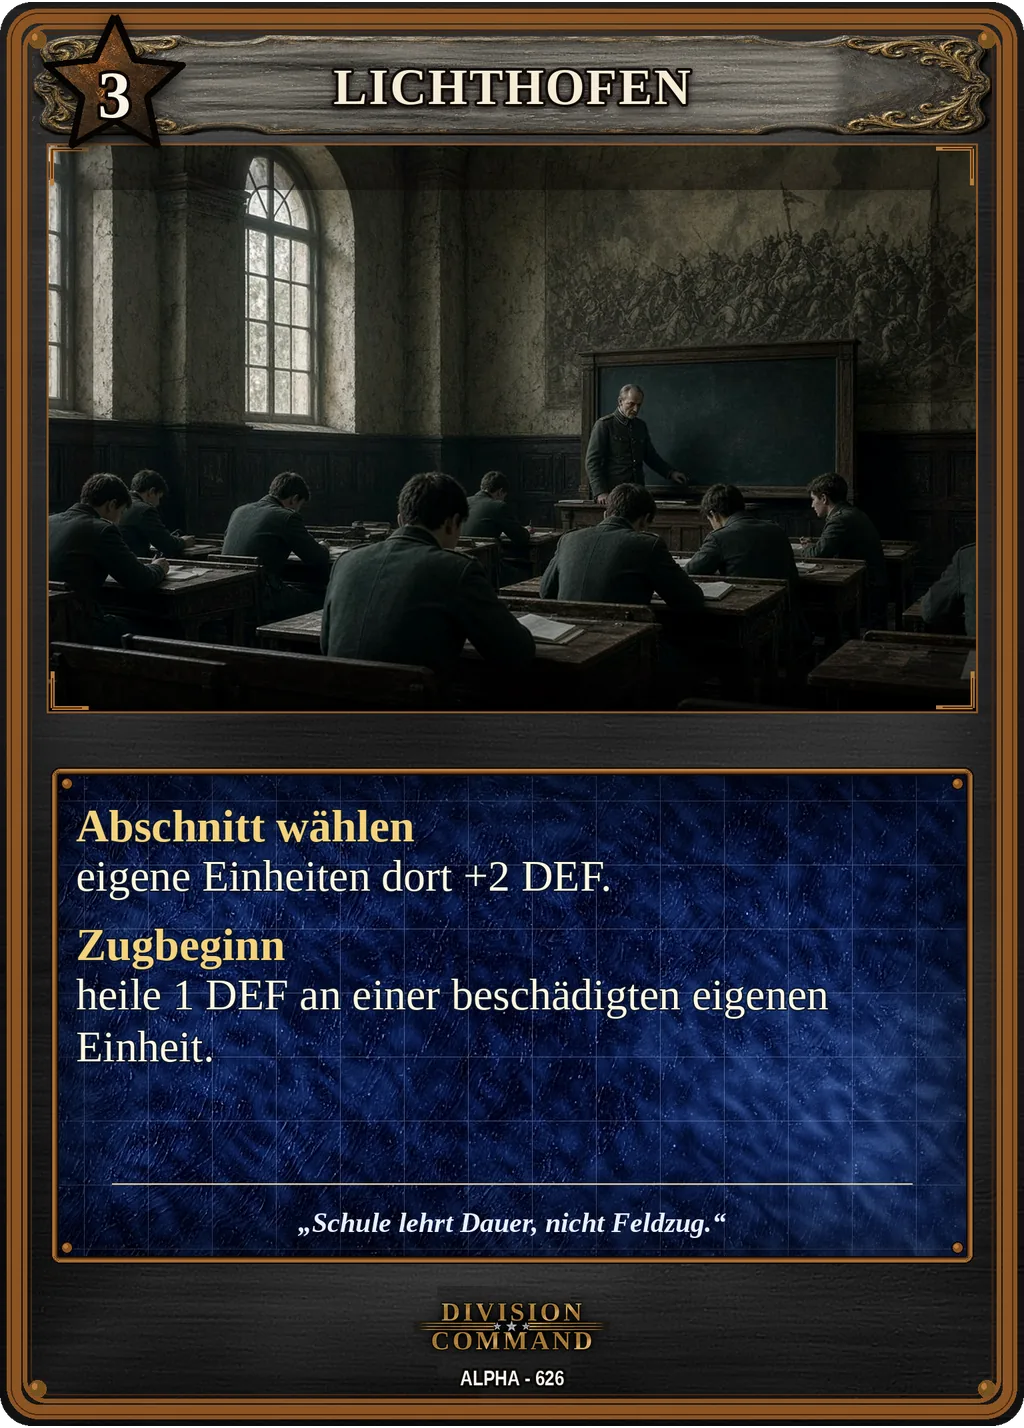 3
LICHTHOFEN
Abschnitt wählen
eigene Einheiten dort +2 DEF.
Zugbeginn
heile 1 DEF an einer beschädigten eigenen
Einheit.
„Schule lehrt Dauer, nicht Feldzug.“
DIVISION
COMMAND
ALPHA - 626